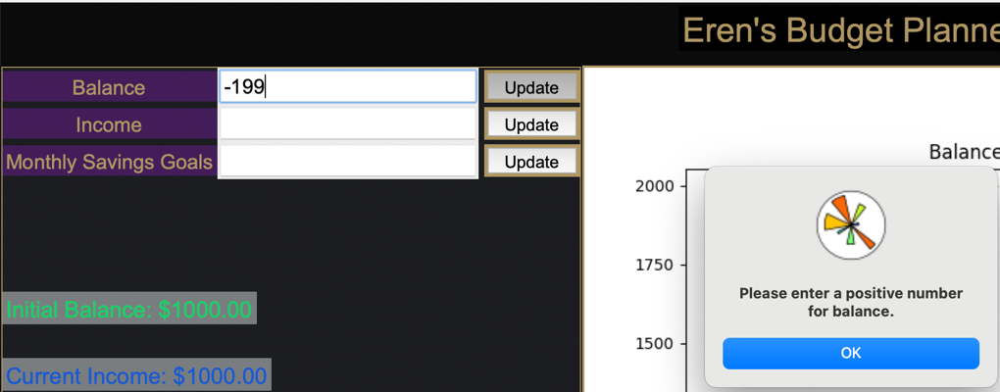 Eren's Budget Planne
Balance
-199
Update
Income
Update
Monthly Savings Goals
Update
Balance
2000
1750
1500
Please enter a positive number
for balance.
OK
Initial Balance: $1000.00
Current Income: $1000.00